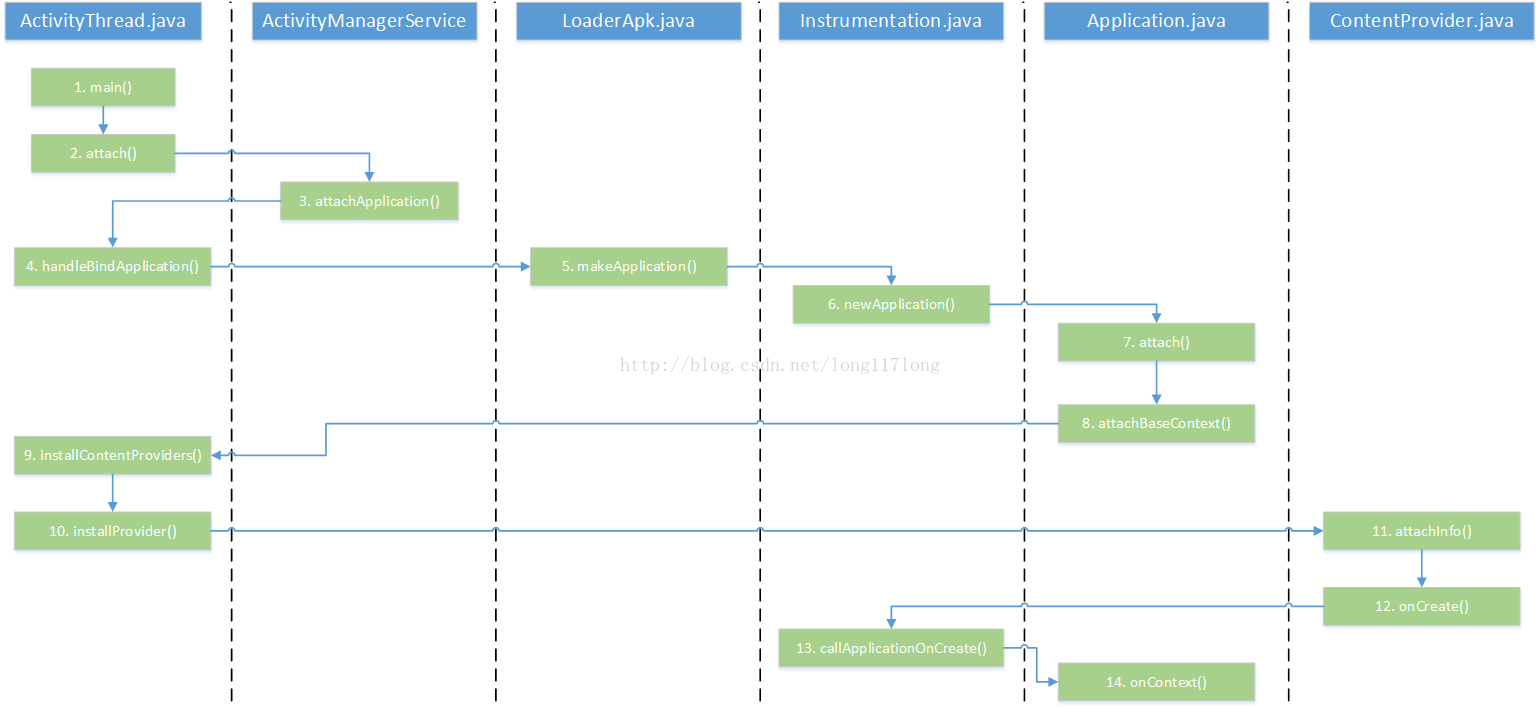 ActivityThread.java
ActivityManagerService
LoaderApk.java
Instrumentation.java
Application.java
ContentProvider.java
1. main()
2. attach()
3. attachApplication()
4. handleBindApplication()
5. makeApplication()
6. newApplication()
7. attach()
http://blog.csdn.net/long117long
8. attachBaseContext()
9. installContentProviders()
10. installProvider()
11. attachInfo()
12. onCreate()
13. callApplicationOnCreate()
14. onContext()